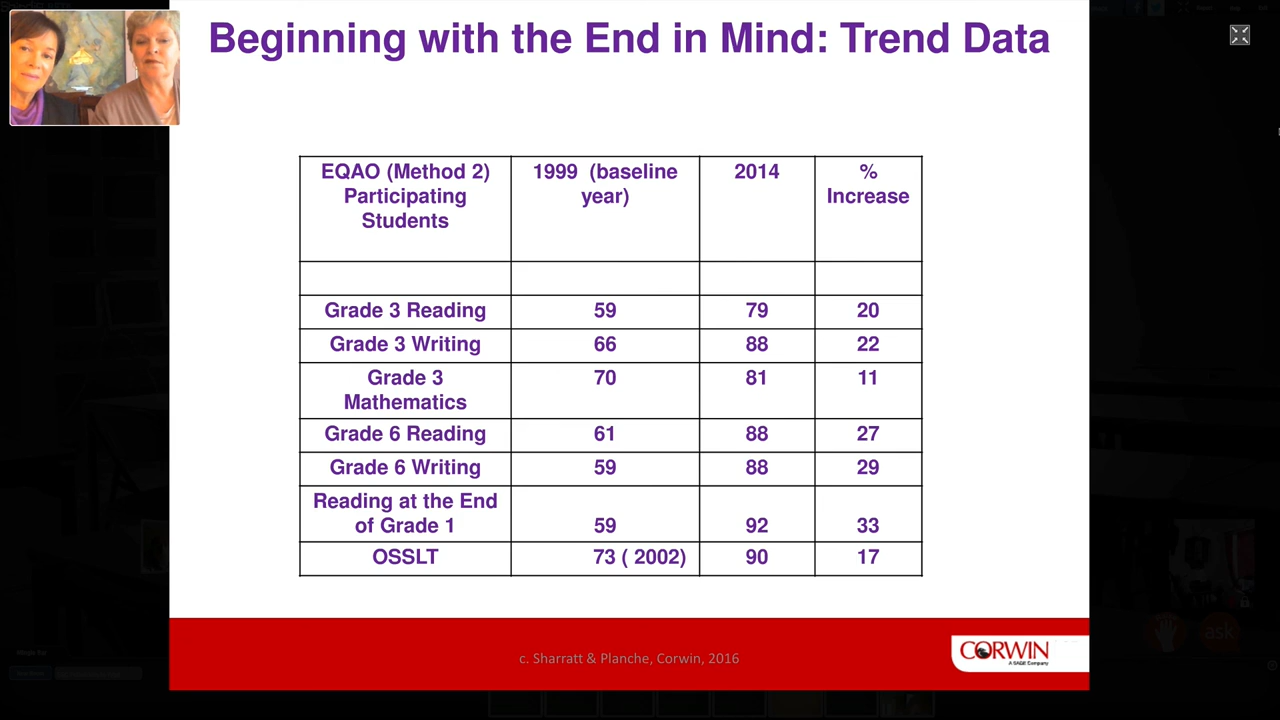 Beginning with the End in Mind: Trend Data
EQAO (Method 2)
Participating
Students
1999 (baseline
year)
2014
%
Increase
Grade 3 Reading
59
79
20
Grade 3 Writing
66
88
22
Grade 3
Mathematics
70
81
11
Grade 6 Reading
61
88
27
Grade 6 Writing
59
88
29
Reading at the End
of Grade 1
59
92
33
OSSLT
73 ( 2002)
90
17
c. Sharratt & Planche, Corwin, 2016
CORWIN
A SAGE Company
ask